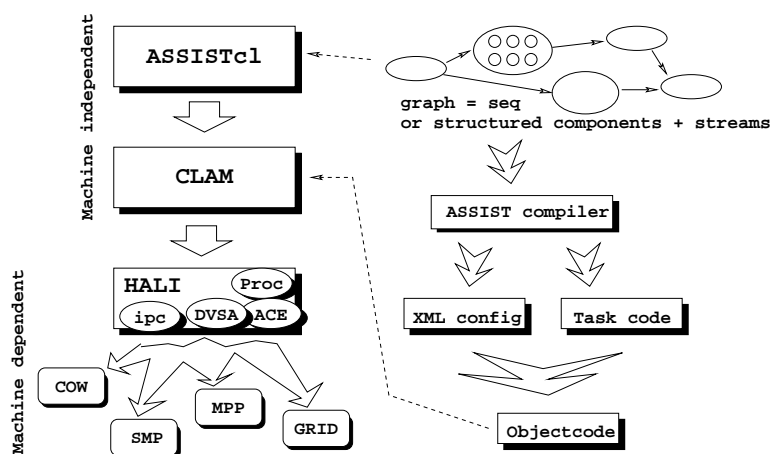 Machine independent
ASSISTcl
graph = seq
or structured components + streams
CLAM
ASSIST compiler
Machine dependent
HALI
Proc
ipc
DVSA
ACE
XML config
Task code
COW
MPP
SMP
GRID
Objectcode